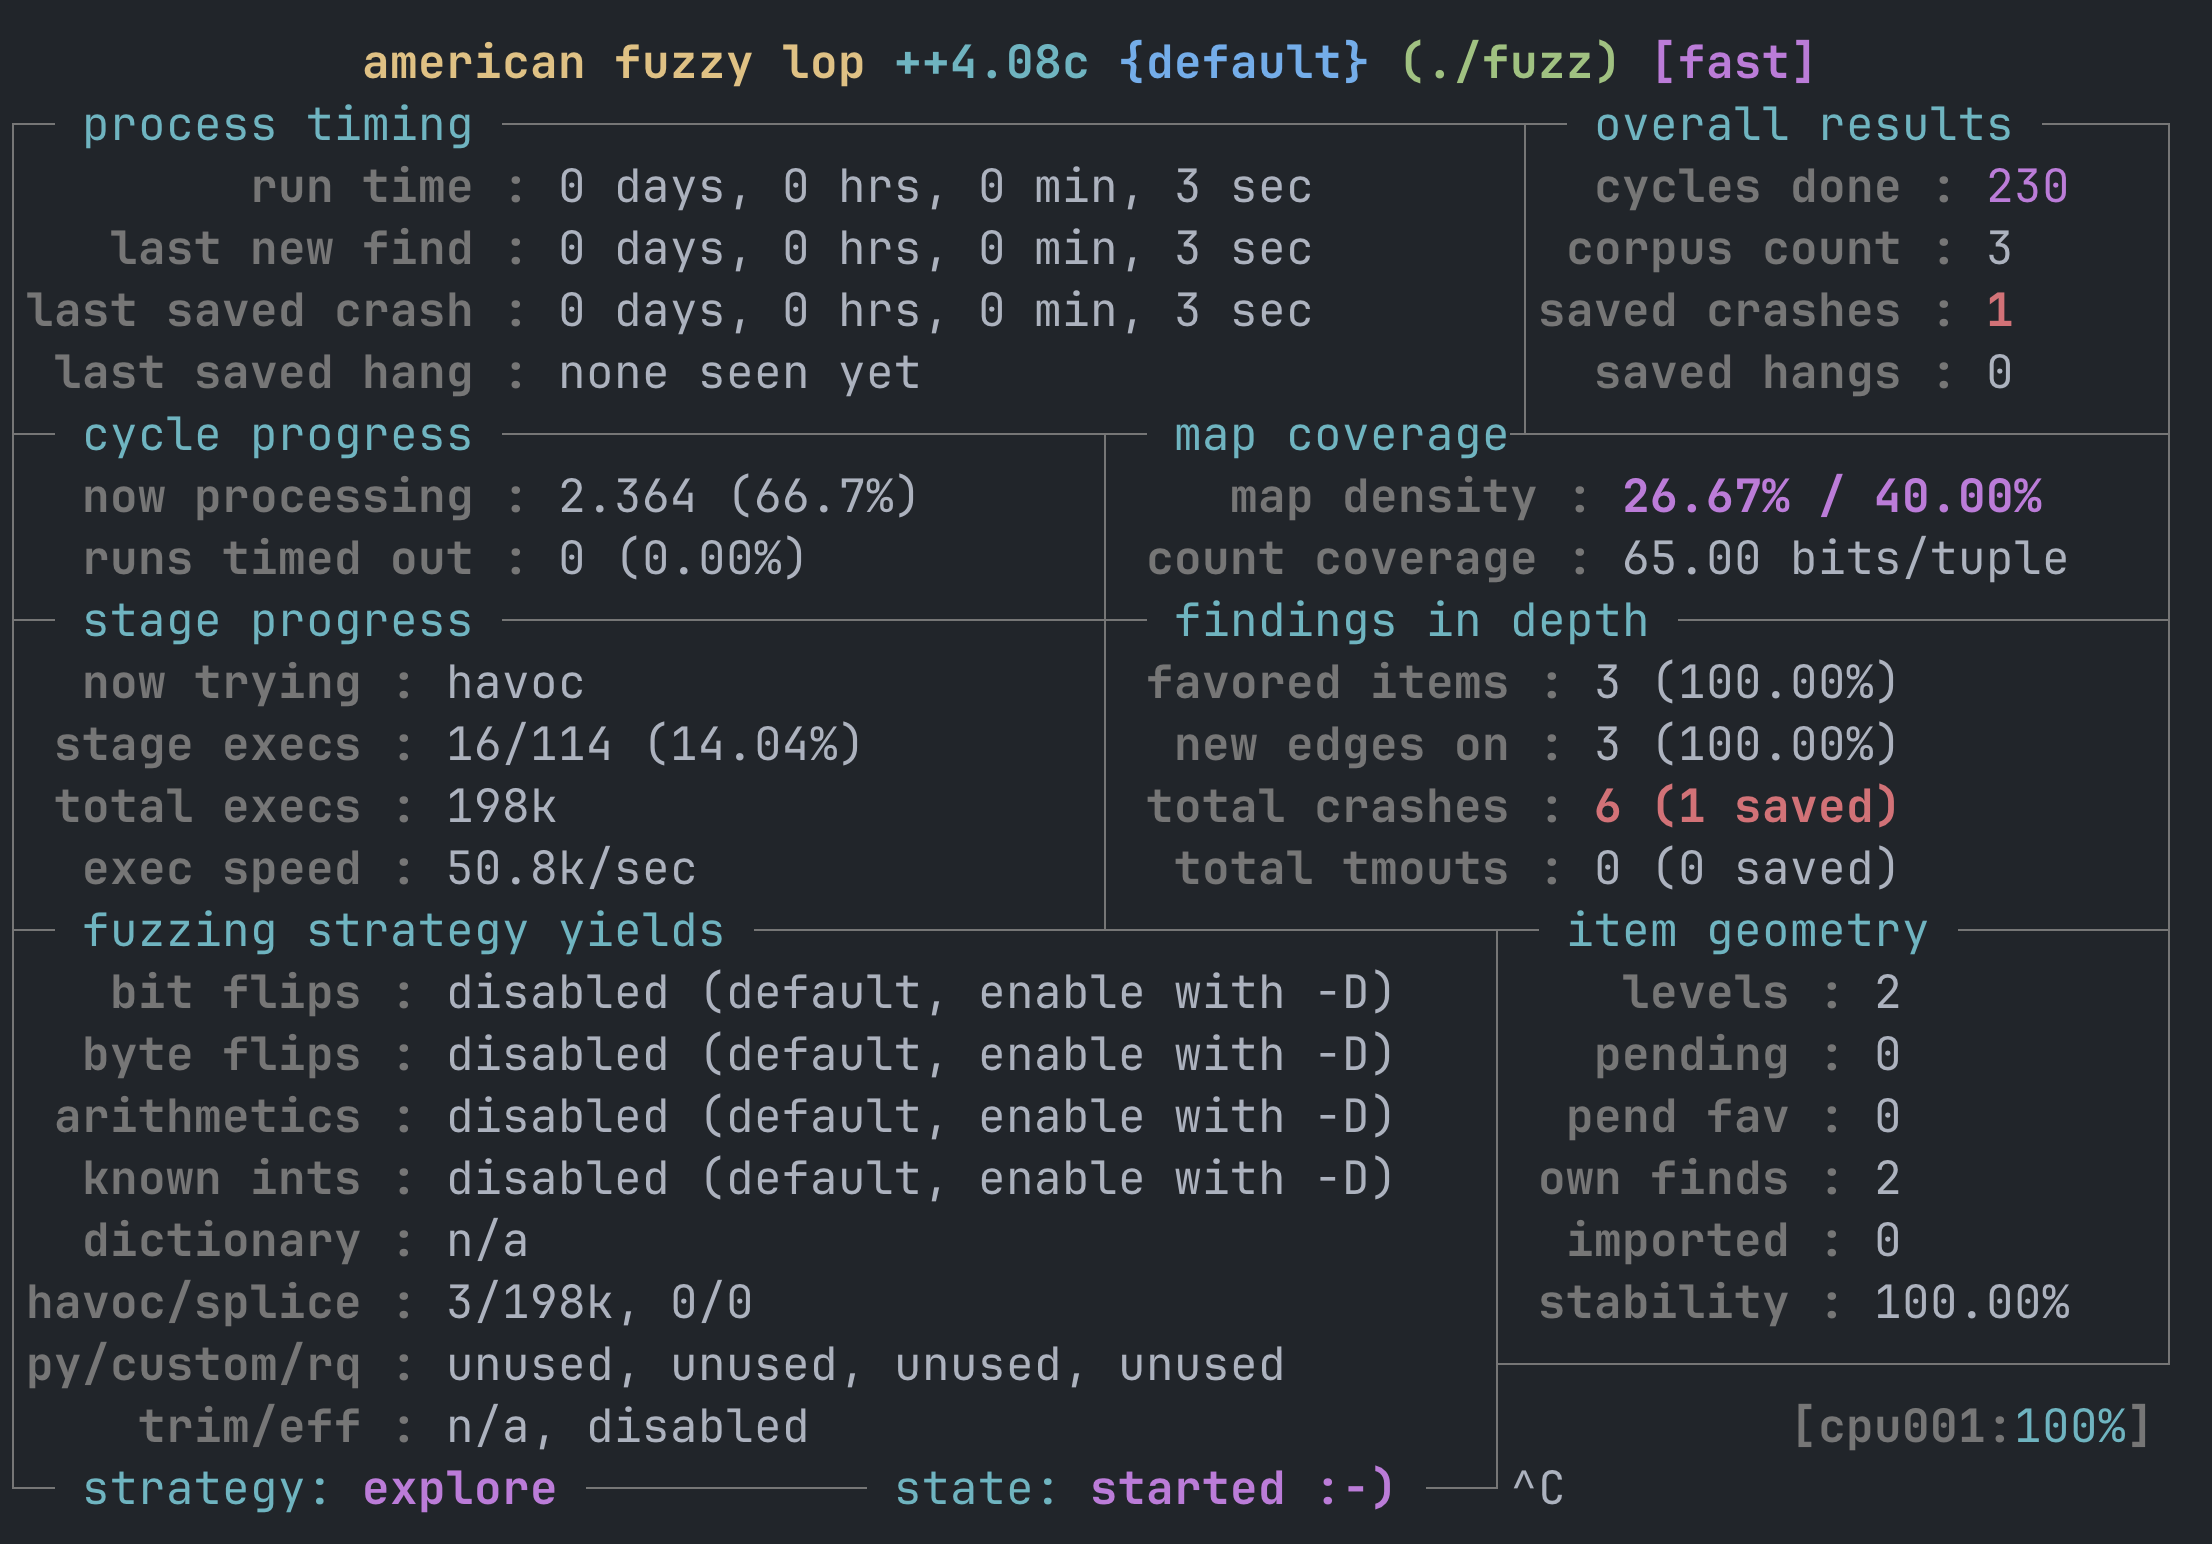 american fuzzy lop ++4.08c {default} (./fuzz) [fast]
process timing overall results
run time : 0 days, 0 hrs, 0 min, 3 sec cycles done : 230
last new find : 0 days, 0 hrs, 0 min, 3 sec corpus count : 3
last saved crash : 0 days, 0 hrs, 0 min, 3 sec saved crashes : 1
last saved hang : none seen yet saved hangs : 0
cycle progress map coverage
now processing : 2.364 (66.7%) map density : 26.67% / 40.00%
runs timed out : 0 (0.00%) count coverage : 65.00 bits/tuple
stage progress findings in depth
now trying : havoc favored items : 3 (100.00%)
stage execs : 16/114 (14.04%) new edges on : 3 (100.00%)
total execs : 198k total crashes : 6 (1 saved)
exec speed : 50.8k/sec total tmouts : 0 (0 saved)
fuzzing strategy yields item geometry
bit flips : disabled (default, enable with -D) levels : 2
byte flips : disabled (default, enable with -D) pending : 0
arithmetics : disabled (default, enable with -D) pend fav : 0
known ints : disabled (default, enable with -D) own finds : 2
dictionary : n/a imported : 0
havoc/splice : 3/198k, 0/0 stability : 100.00%
py/custom/rq : unused, unused, unused, unused
trim/eff : n/a, disabled [cpu001:100%]
strategy: explore state: started :-) ^C